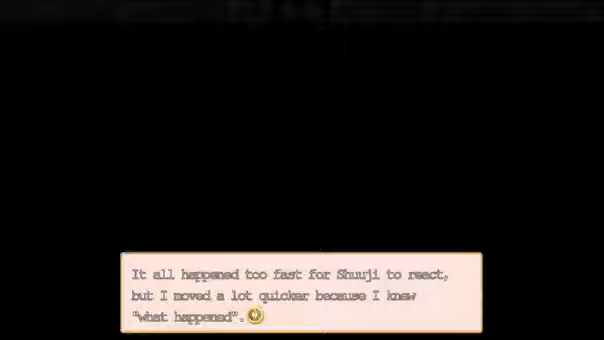 It all happened too fast for Shuuji to react,
but I moved a lot quicker because I knew
"what happened".